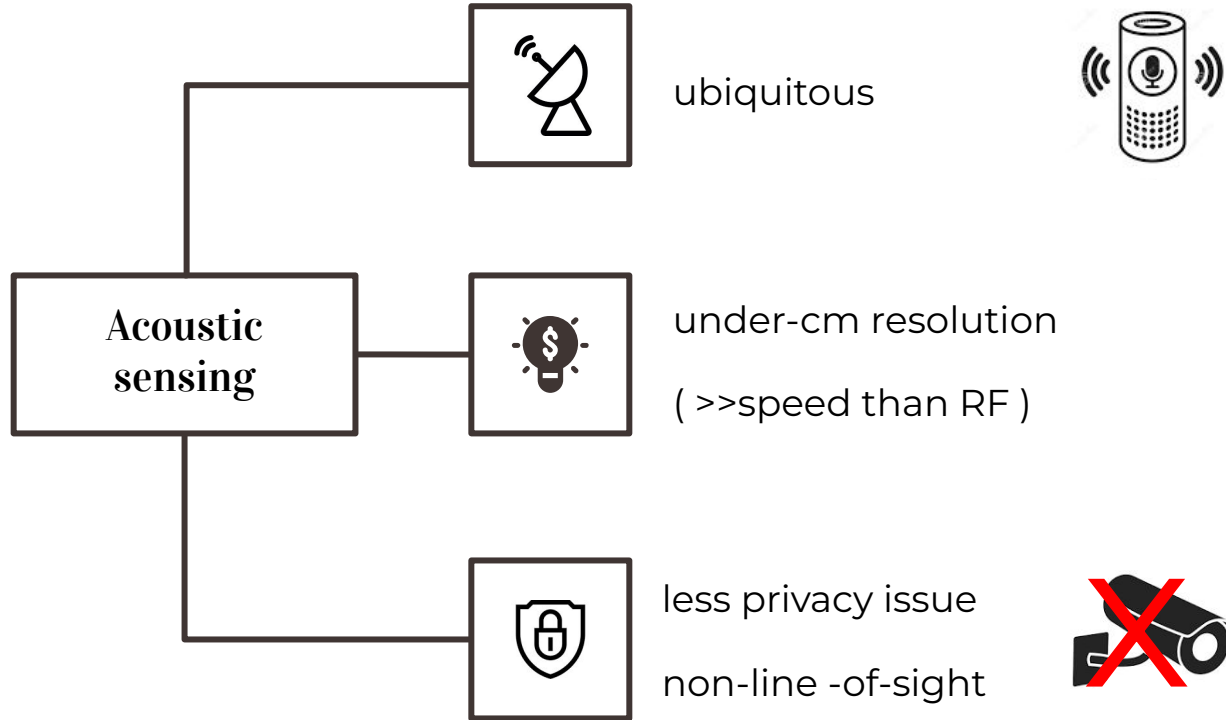 ubiquitous
Acoustic
sensing
$
under-cm resolution
( >>speed than RF )
less privacy issue
non-line -of-sight